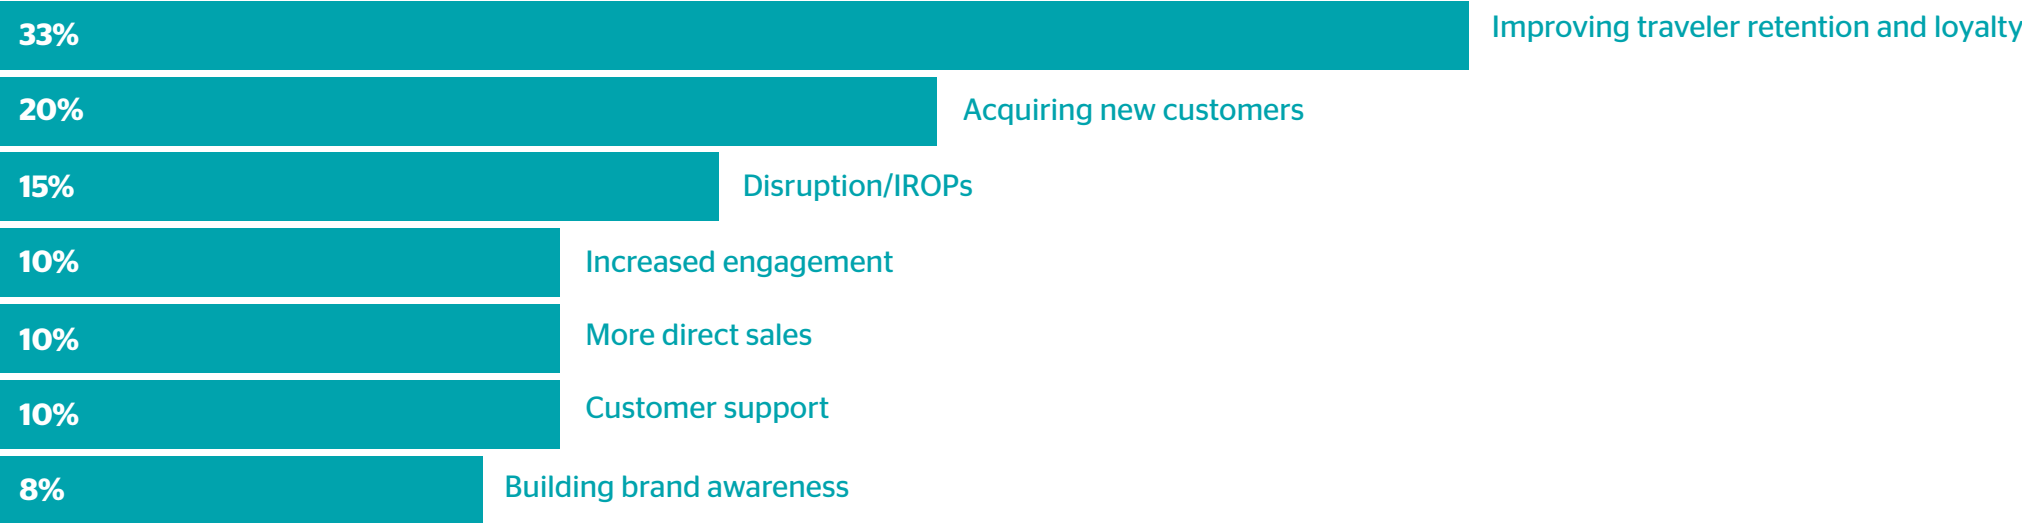 33% Improving traveler retention and loyalty
20% Acquiring new customers
15% Disruption/IROPs
10% Increased engagement
10% More direct sales
10% Customer support
8% Building brand awareness